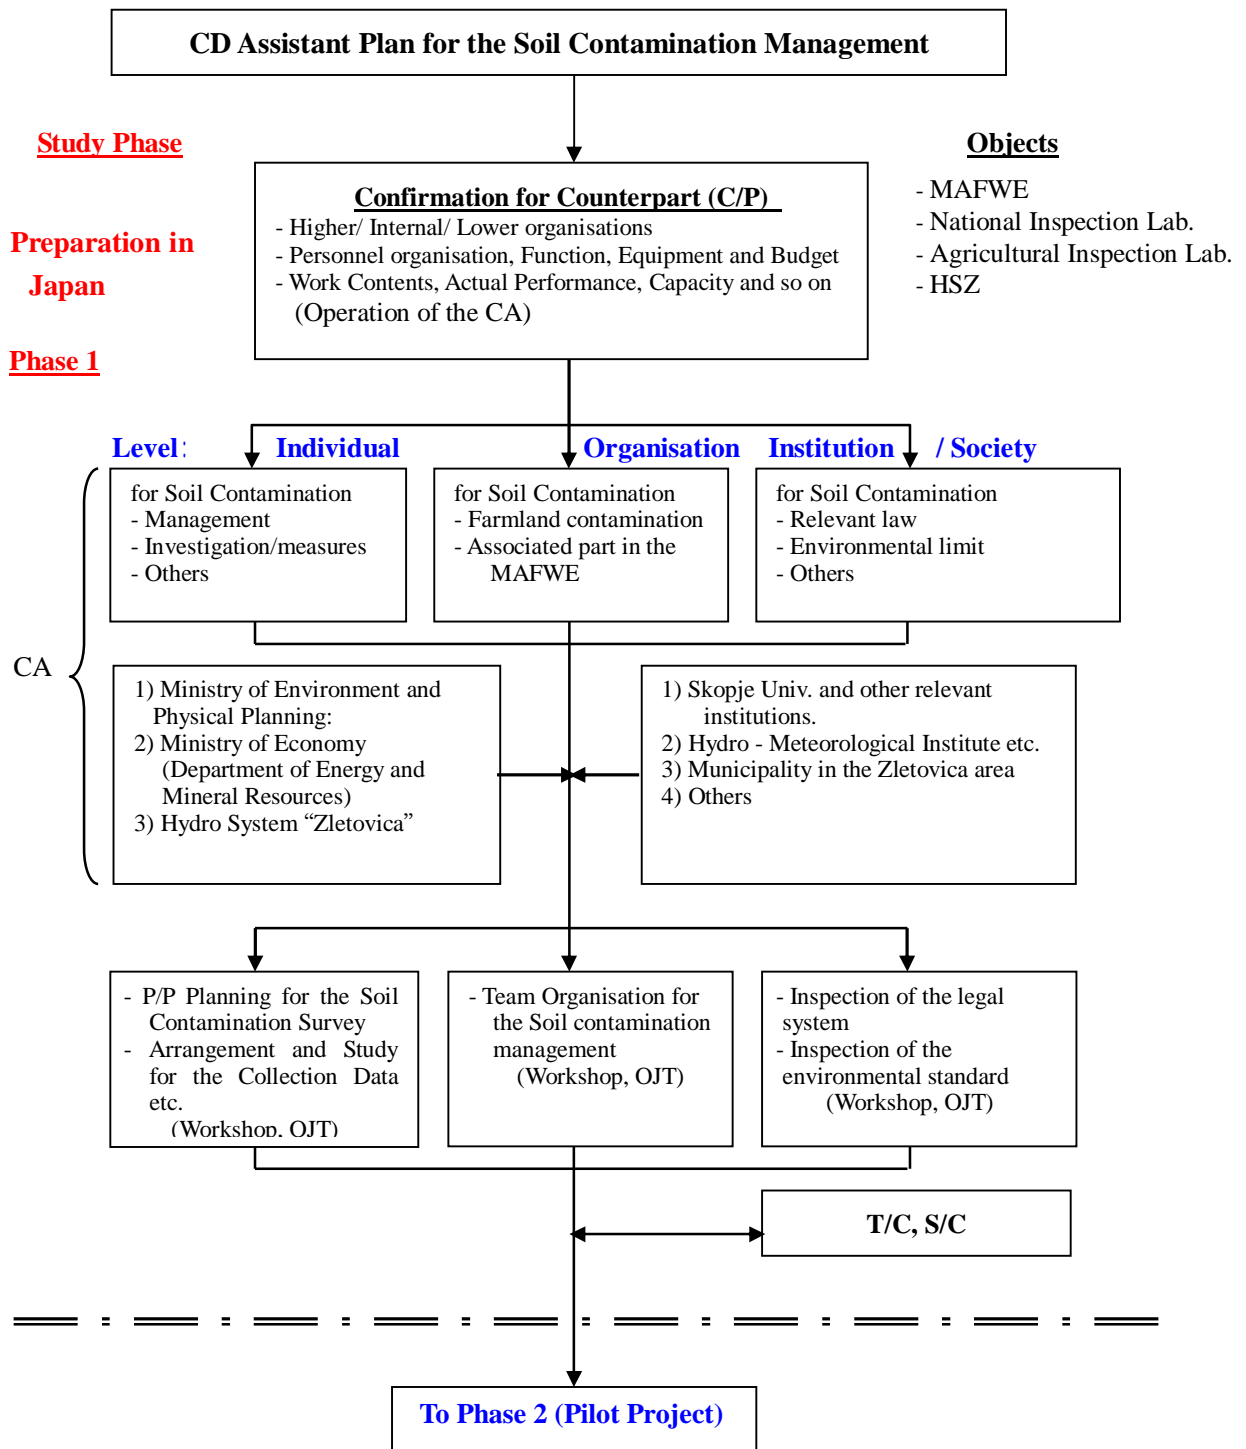 CD Assistant Plan for the Soil Contamination Management
Study Phase
Objects
Confirmation for Counterpart (C/P)
- Higher/ Internal/ Lower organisations
- Personnel organisation, Function, Equipment and Budget
- Work Contents, Actual Performance, Capacity and so on
(Operation of the CA)
- MAFWE
- National Inspection Lab.
- Agricultural Inspection Lab.
- HSZ
Preparation in
Japan
Phase 1
Level: Individual Organisation Institution / Society
for Soil Contamination
- Management
- Investigation/measures
- Others
for Soil Contamination
- Farmland contamination
- Associated part in the
MAFWE
for Soil Contamination
- Relevant law
- Environmental limit
- Others
CA
1) Ministry of Environment and
Physical Planning:
2) Ministry of Economy
(Department of Energy and
Mineral Resources)
3) Hydro System “Zletovica”
1) Skopje Univ. and other relevant
institutions.
2) Hydro - Meteorological Institute etc.
3) Municipality in the Zletovica area
4) Others
- P/P Planning for the Soil
Contamination Survey
- Arrangement and Study
for the Collection Data
etc.
(Workshop, OJT)
- Team Organisation for
the Soil contamination
management
(Workshop, OJT)
- Inspection of the legal
system
- Inspection of the
environmental standard
(Workshop, OJT)
T/C, S/C
To Phase 2 (Pilot Project)